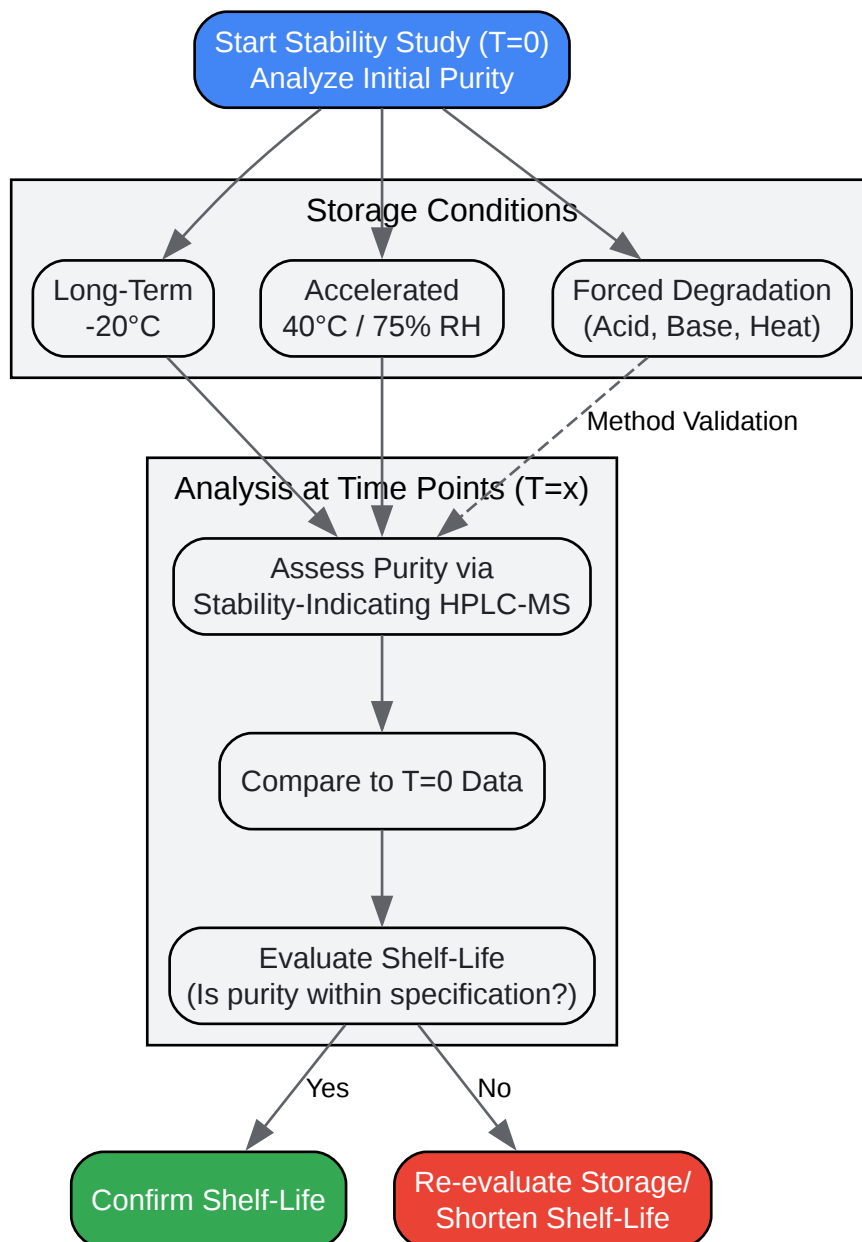 Start Stability Study (T=0)
Analyze Initial Purity
Storage Conditions
Long-Term
-20°C
Accelerated
40°C / 75% RH
Forced Degradation
(Acid, Base, Heat)
Method Validation
Analysis at Time Points (T=x)
Assess Purity via
Stability-Indicating HPLC-MS
Compare to T=0 Data
Evaluate Shelf-Life
(Is purity within specification?)
Yes
No
Confirm Shelf-Life
Re-evaluate Storage/
Shorten Shelf-Life